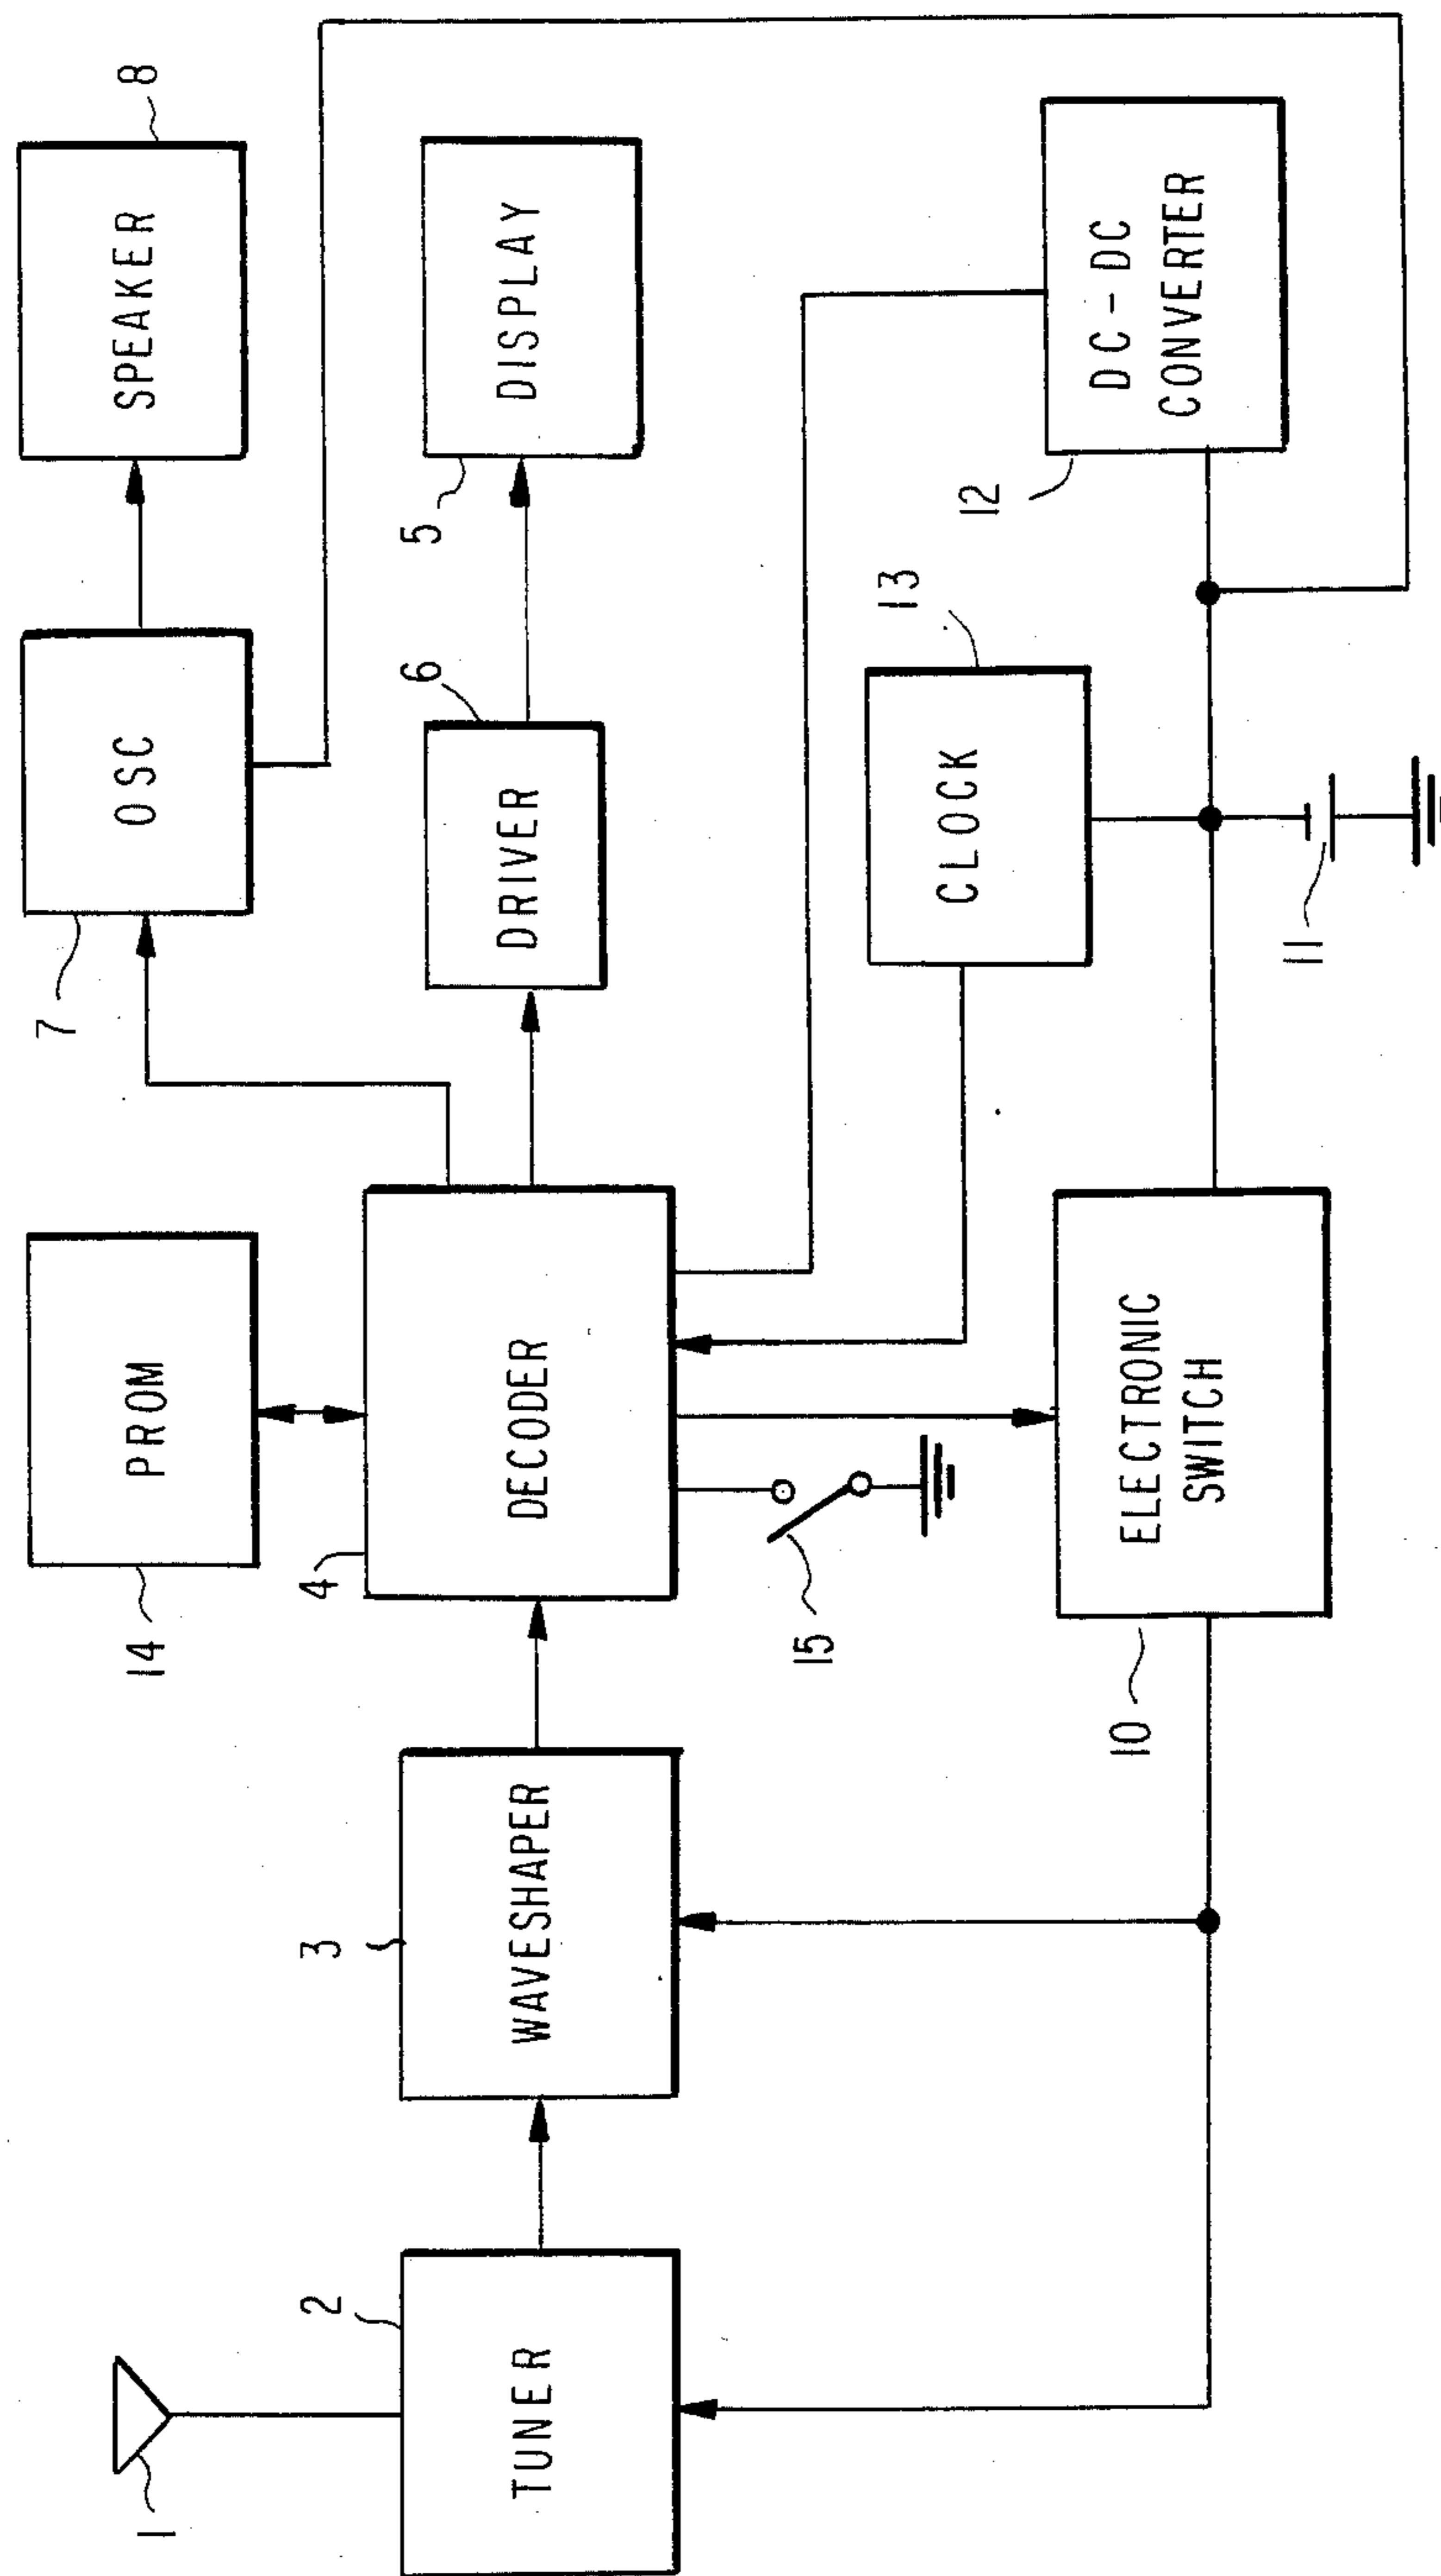 8
SPEAKER
OSC
7
DISPLAY
5
6
DRIVER
PROM
14
DECODER
4
WAVESHAPER
3
TUNER
2
1
DC-DC
CONVERTER
12
13
CLOCK
11
15
ELECTRONIC
SWITCH
10